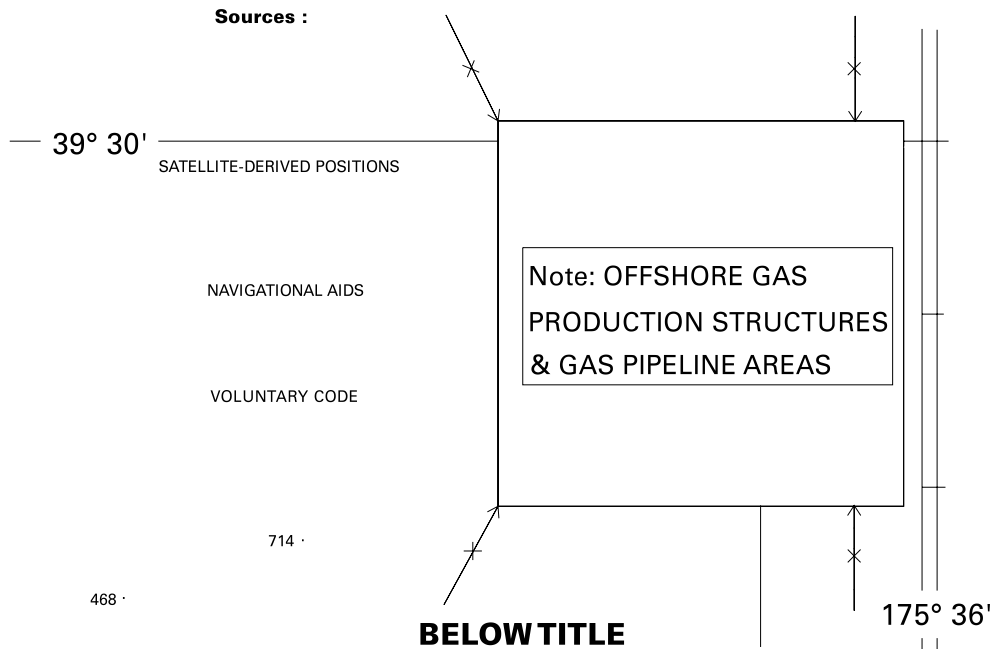 Sources :
39° 30'
SATELLITE-DERIVED POSITIONS
NAVIGATIONAL AIDS
Note: OFFSHORE GAS
PRODUCTION STRUCTURES
& GAS PIPELINE AREAS
VOLUNTARY CODE
714 ·
468 ·
175° 36'
BELOW TITLE